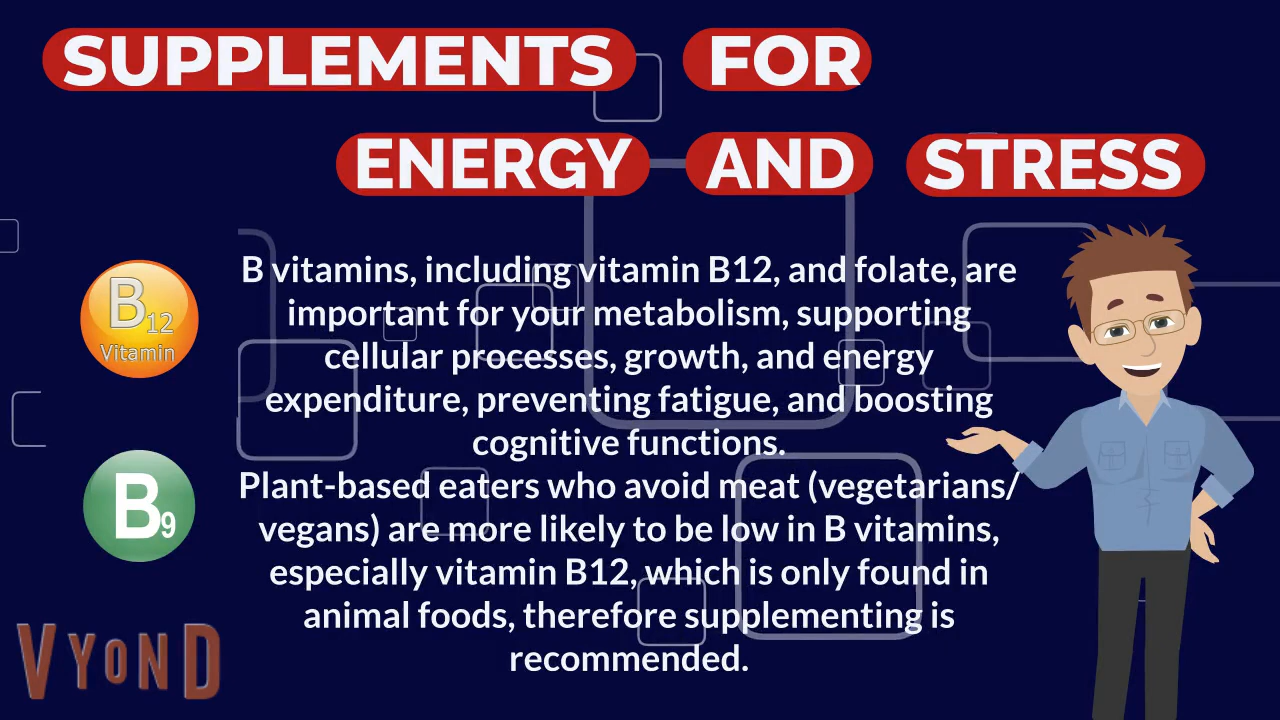 SUPPLEMENTS FOR
ENERGY AND STRESS
B12
Vitamin
B vitamins, including vitamin B12, and folate, are
important for your metabolism, supporting
cellular processes, growth, and energy
expenditure, preventing fatigue, and boosting
cognitive functions.
B9
Plant-based eaters who avoid meat (vegetarians/
vegans) are more likely to be low in B vitamins,
especially vitamin B12, which is only found in
animal foods, therefore supplementing is
recommended.
VYOND